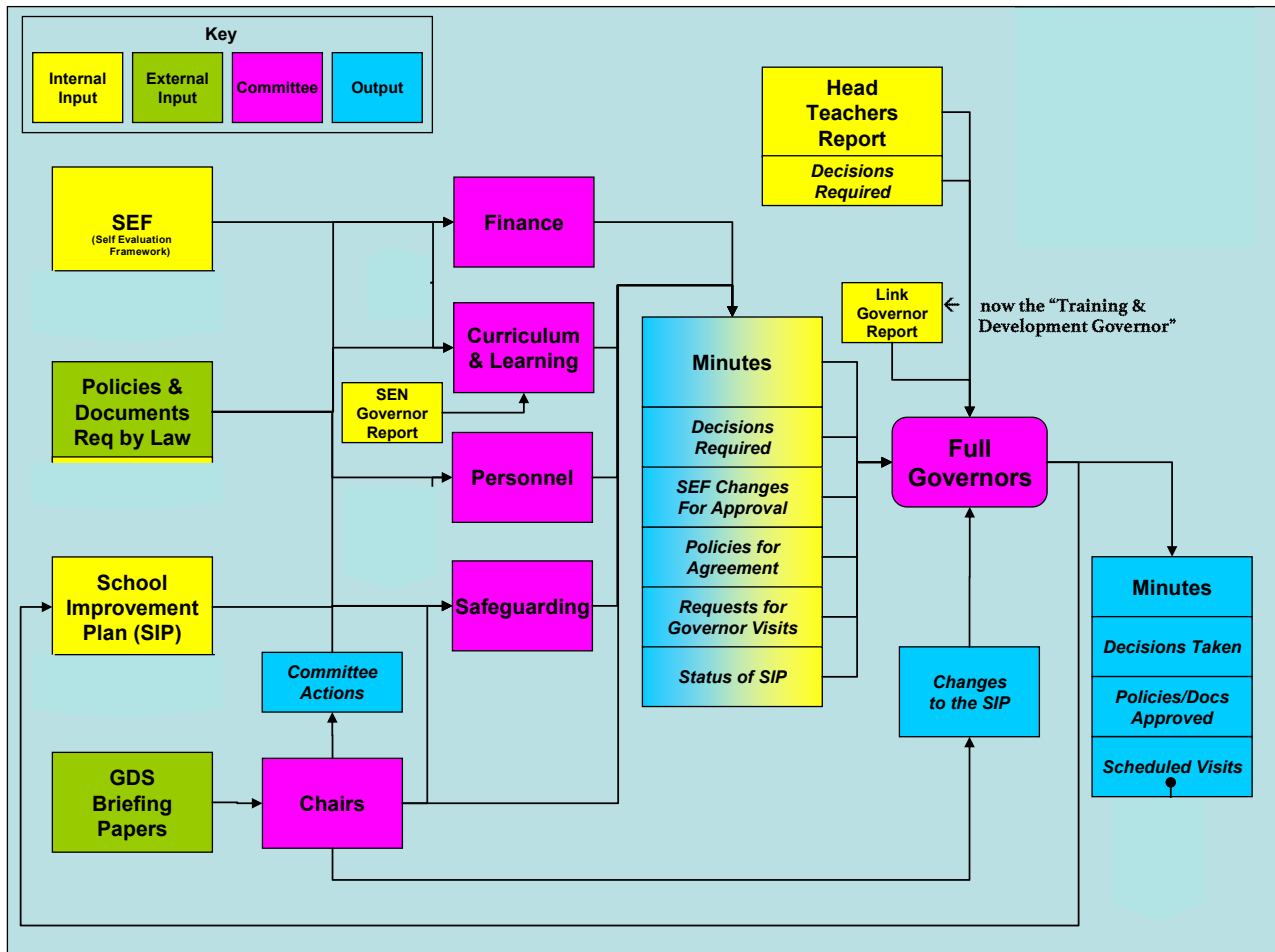 Key
Internal
Input
External
Input
Committee
Output
Head
Teachers
Report
Decisions
Required
SEF
(Self Evaluation
Framework)
Finance
Link
Governor
Report
now the “Training &
Development Governor”
Curriculum
& Learning
Minutes
Policies &
Documents
Req by Law
SEN
Governor
Report
Decisions
Required
Full
Governors
Personnel
SEF Changes
For Approval
Policies for
Agreement
School
Improvement
Plan (SIP)
Safeguarding
Requests for
Governor Visits
Minutes
Committee
Actions
Status of SIP
Changes
to the SIP
Decisions Taken
Policies/Docs
Approved
GDS
Briefing
Papers
Chairs
Scheduled Visits